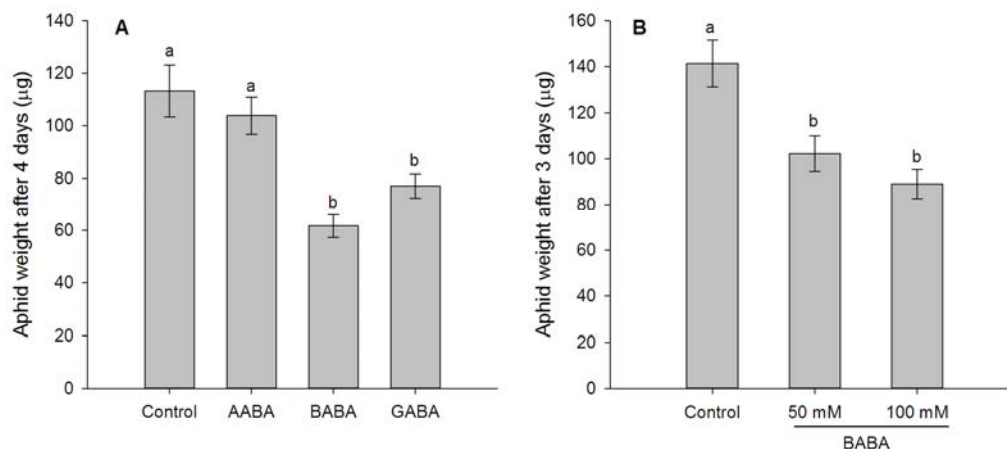 A
Aphid weight after 4 days (µg)
140
120
100
80
60
40
20
0
a
a
b
b
Control AABA BABA GABA
B
Aphid weight after 3 days (µg)
160
140
120
100
80
60
40
20
0
a
b
b
Control 50 mM 100 mM
BABA